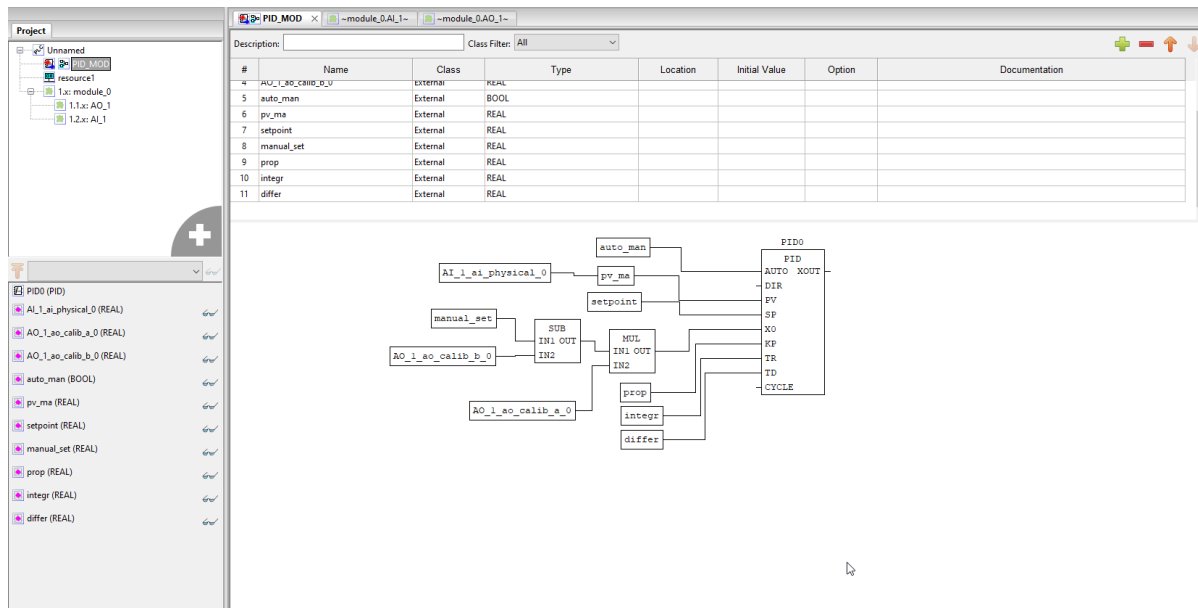 Project
Unnamed
PID_MOD
resource1
1.x: module_0
1.1.x: AO_1
1.2.x: AI_1
PID0 (PID)
AI_1_ai_physical_0 (REAL)
AO_1_ao_calib_a_0 (REAL)
AO_1_ao_calib_b_0 (REAL)
auto_man (BOOL)
pv_ma (REAL)
setpoint (REAL)
manual_set (REAL)
prop (REAL)
integr (REAL)
differ (REAL)
PID_MOD ~module_0.AI_1~ ~module_0.AO_1~
Description: Class Filter: All
# Name Class Type Location Initial Value Option Documentation
4 AO_1_ao_calib_b_0 External REAL
5 auto_man External BOOL
6 pv_ma External REAL
7 setpoint External REAL
8 manual_set External REAL
9 prop External REAL
10 integr External REAL
11 differ External REAL
auto_man
AI_1_ai_physical_0
pv_ma
setpoint
manual_set
AO_1_ao_calib_b_0
SUB
IN1 OUT
IN2
MUL
IN1 OUT
IN2
AO_1_ao_calib_a_0
prop
integr
differ
PID0
PID
AUTO XOUT
DIR
PV
SP
X0
KP
TR
TD
CYCLE